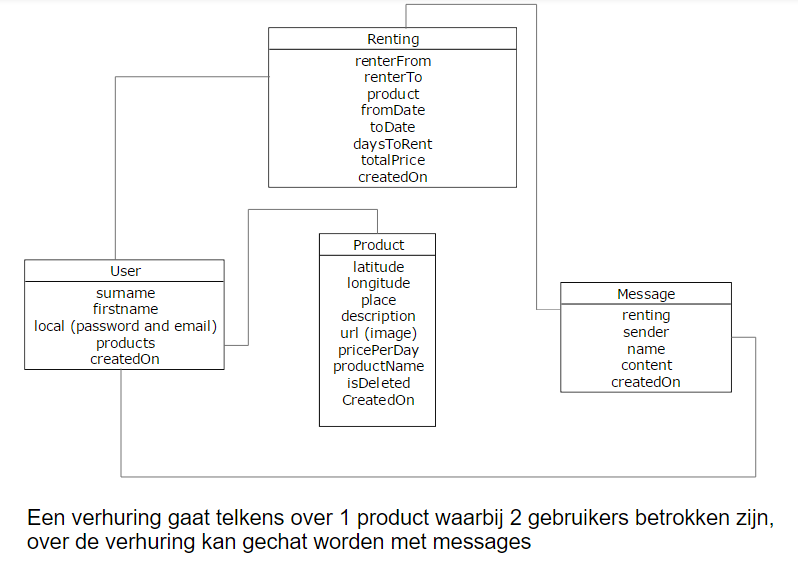 Renting
renterFrom
renterTo
product
fromDate
toDate
daysToRent
totalPrice
createdOn
User
surname
firstname
local (password and email)
products
createdOn
Product
latitude
longitude
place
description
url (image)
pricePerDay
productName
isDeleted
CreatedOn
Message
renting
sender
name
content
createdOn
Een verhuring gaat telkens over 1 product waarbij 2 gebruikers betrokken zijn,
over de verhuring kan gechat worden met messages